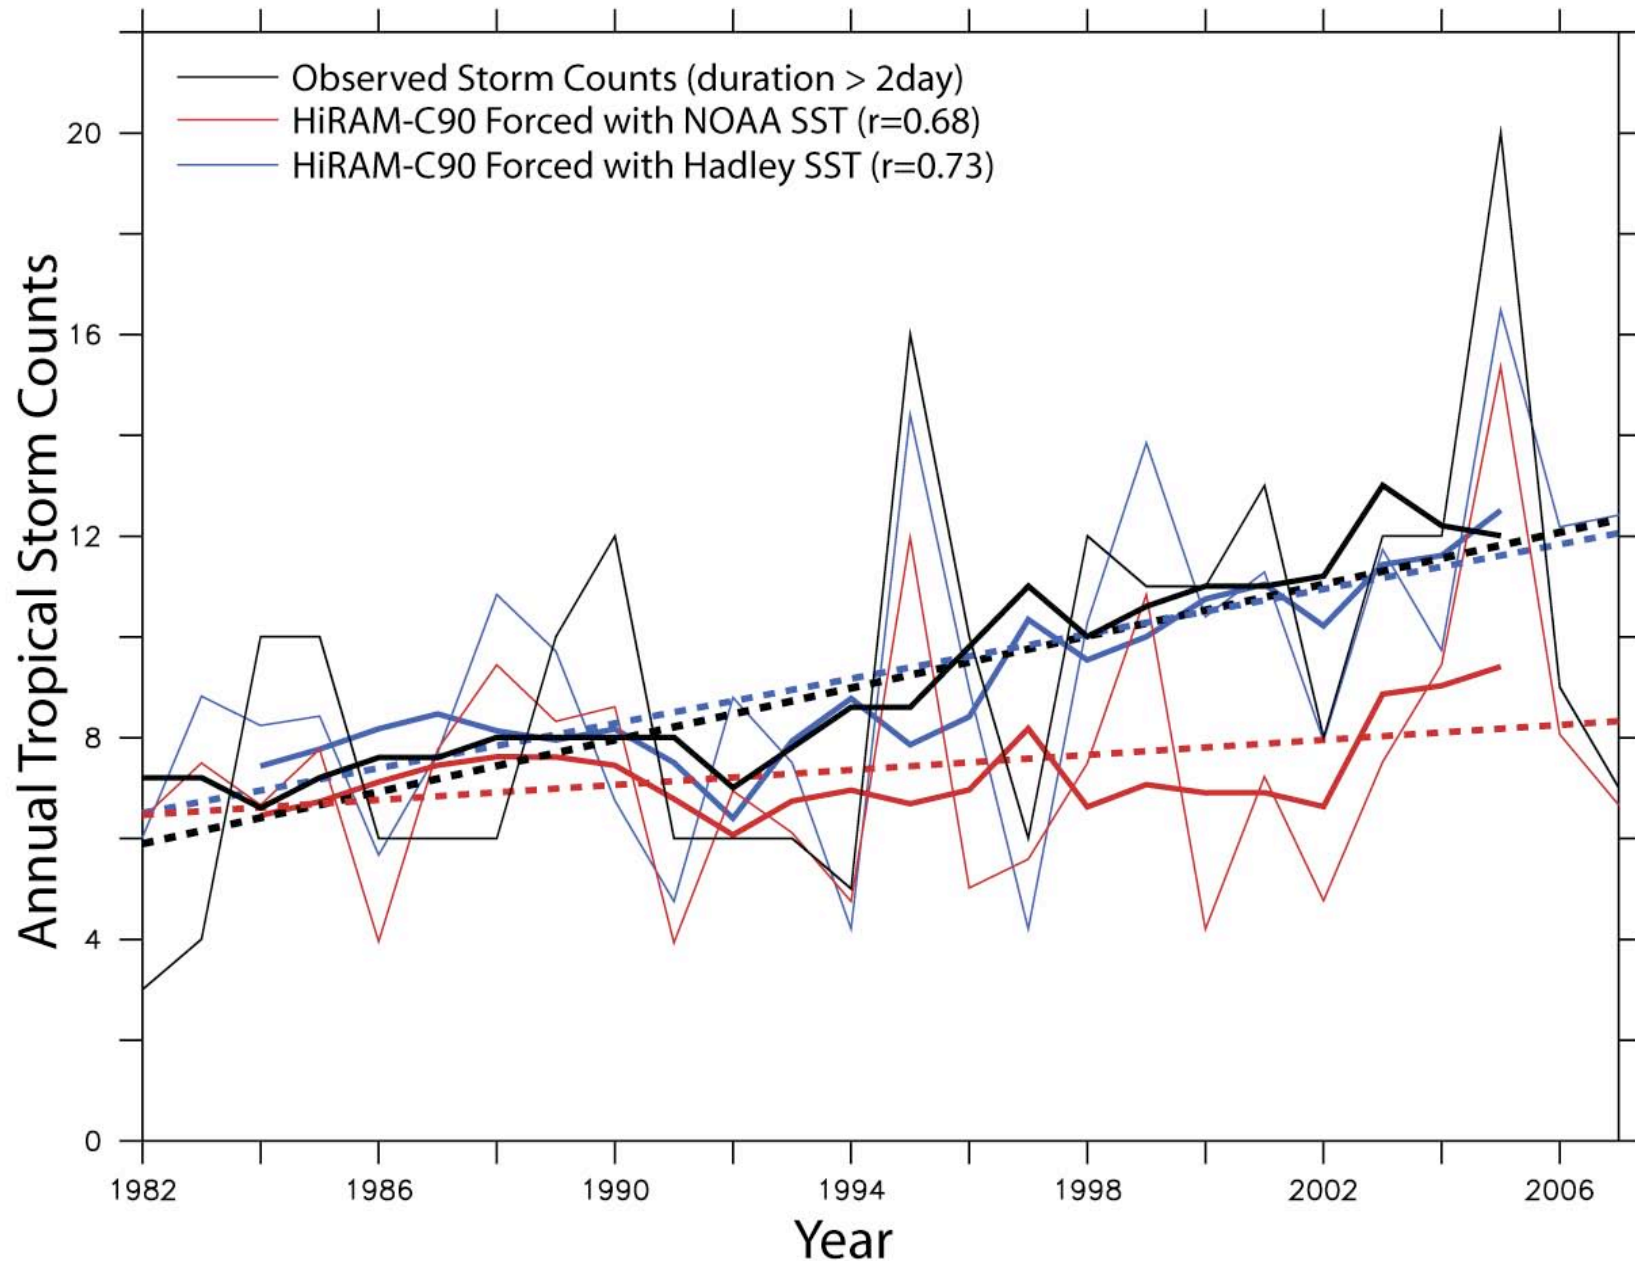 Observed Storm Counts (duration > 2day)
HiRAM-C90 Forced with NOAA SST (r=0.68)
HiRAM-C90 Forced with Hadley SST (r=0.73)
Annual Tropical Storm Counts
20
16
12
8
4
0
1982 1986 1990 1994 1998 2002 2006
Year